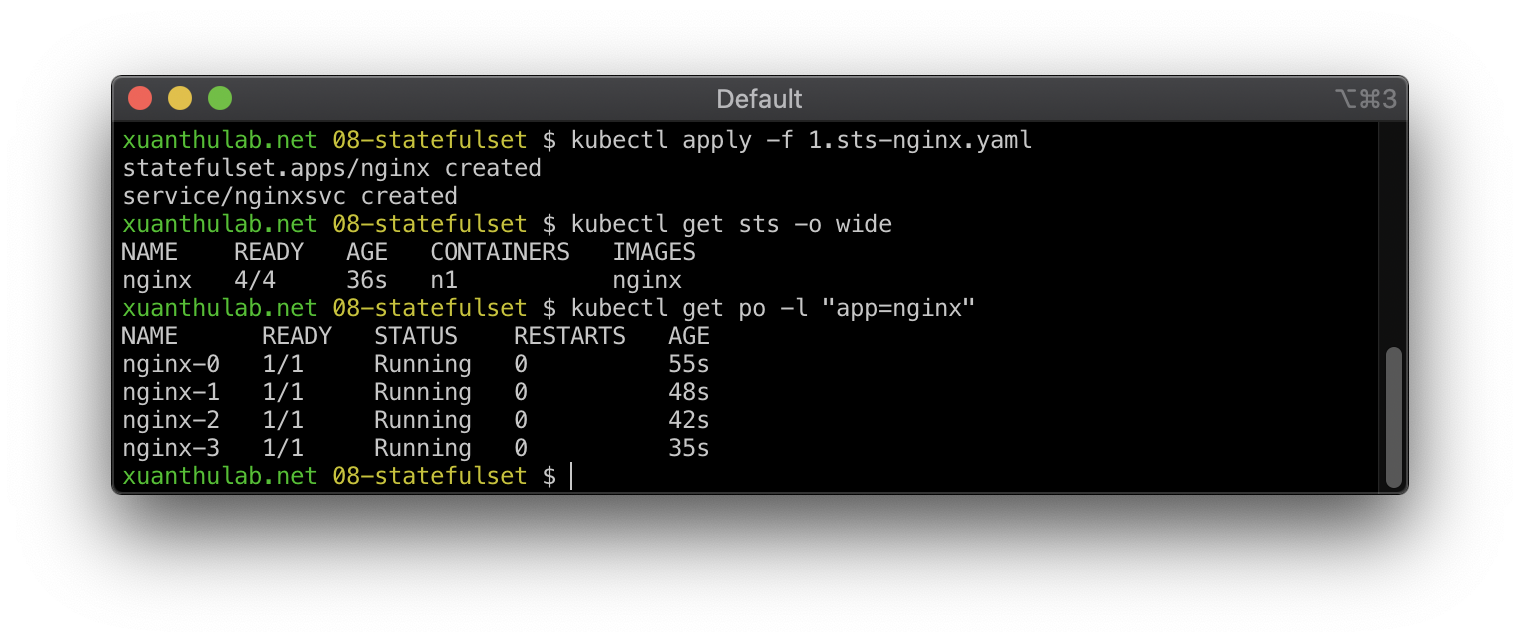 Default
⌥⌘3
xuanthulab.net 08-statefulset $ kubectl apply -f 1.sts-nginx.yaml
statefulset.apps/nginx created
service/nginxsvc created
xuanthulab.net 08-statefulset $ kubectl get sts -o wide
NAME    READY   AGE   CONTAINERS   IMAGES
nginx   4/4     36s   n1           nginx
xuanthulab.net 08-statefulset $ kubectl get po -l "app=nginx"
NAME      READY   STATUS    RESTARTS   AGE
nginx-0   1/1     Running   0          55s
nginx-1   1/1     Running   0          48s
nginx-2   1/1     Running   0          42s
nginx-3   1/1     Running   0          35s
xuanthulab.net 08-statefulset $